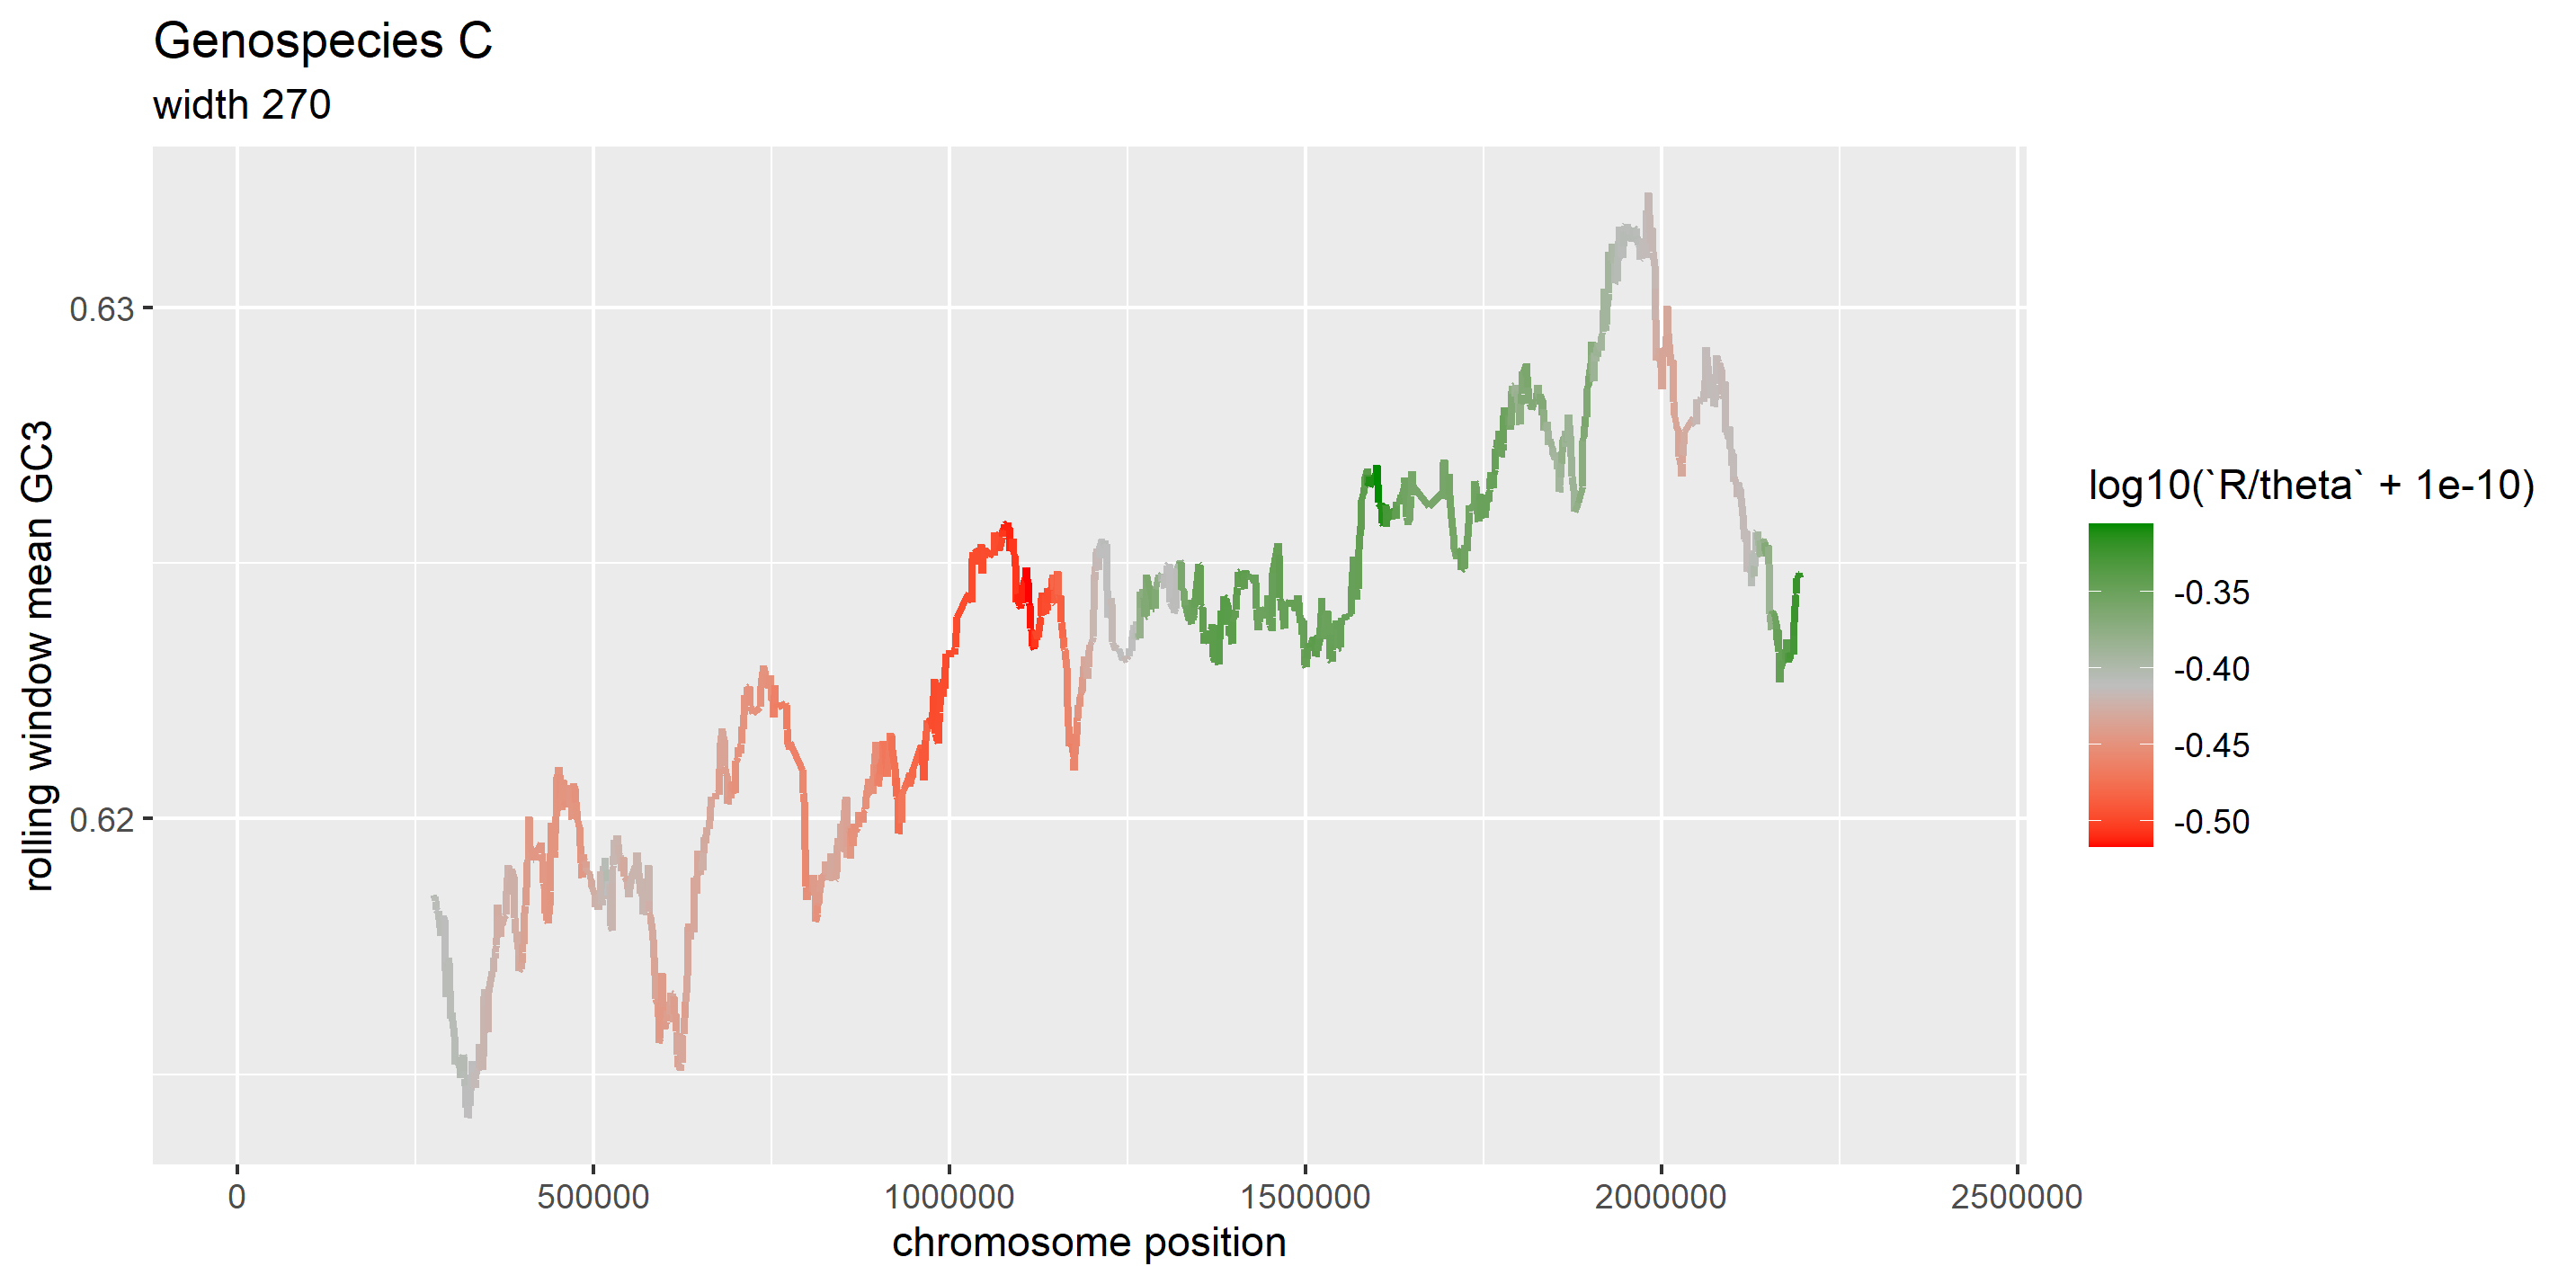 Genospecies C
width 270
rolling window mean GC3
0.63
0.62
0
500000
1000000
1500000
2000000
2500000
chromosome position
log10(`R/theta` + 1e-10)
-0.35
-0.40
-0.45
-0.50